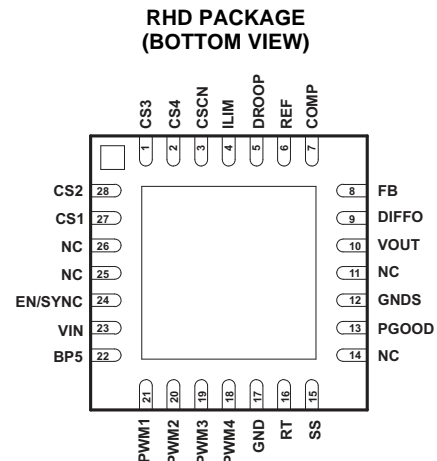 RHD PACKAGE
(BOTTOM VIEW)
CS3
CS4
CSCN
ILIM
DROOP
REF
COMP
1
2
3
4
5
6
7
CS2 28
CS1 27
NC 26
NC 25
EN/SYNC 24
VIN 23
BP5 22
8 FB
9 DIFFO
10 VOUT
11 NC
12 GNDS
13 PGOOD
14 NC
21
20
19
18
17
16
15
PWM1
PWM2
PWM3
PWM4
GND
RT
SS